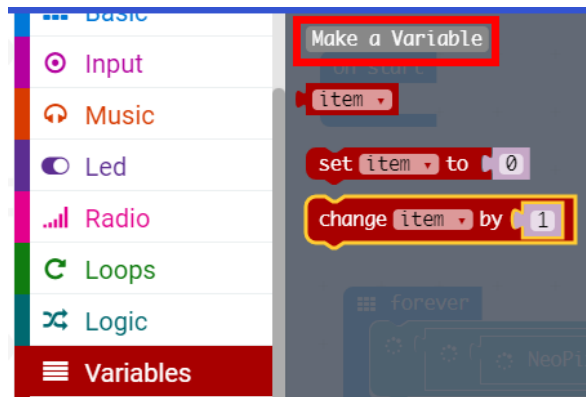 Basic
Input
Music
Led
Radio
Loops
Logic
Variables
Make a Variable
on start
item
set item to 0
change item by 1
forever
NeoPi